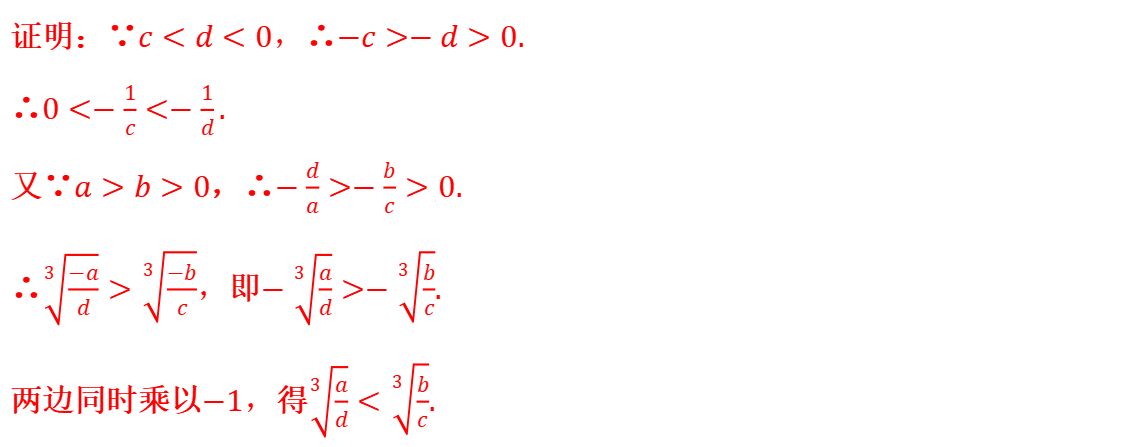 证明：∵c < d < 0，∴−c >− d > 0.
∴0 <− 1/c <− 1/d.
又∵a > b > 0，∴− d/a >− b/c > 0.
∴∛(−a/d) > ∛(−b/c)，即− ∛(a/d) >− ∛(b/c).
两边同时乘以−1，得∛(a/d) < ∛(b/c).